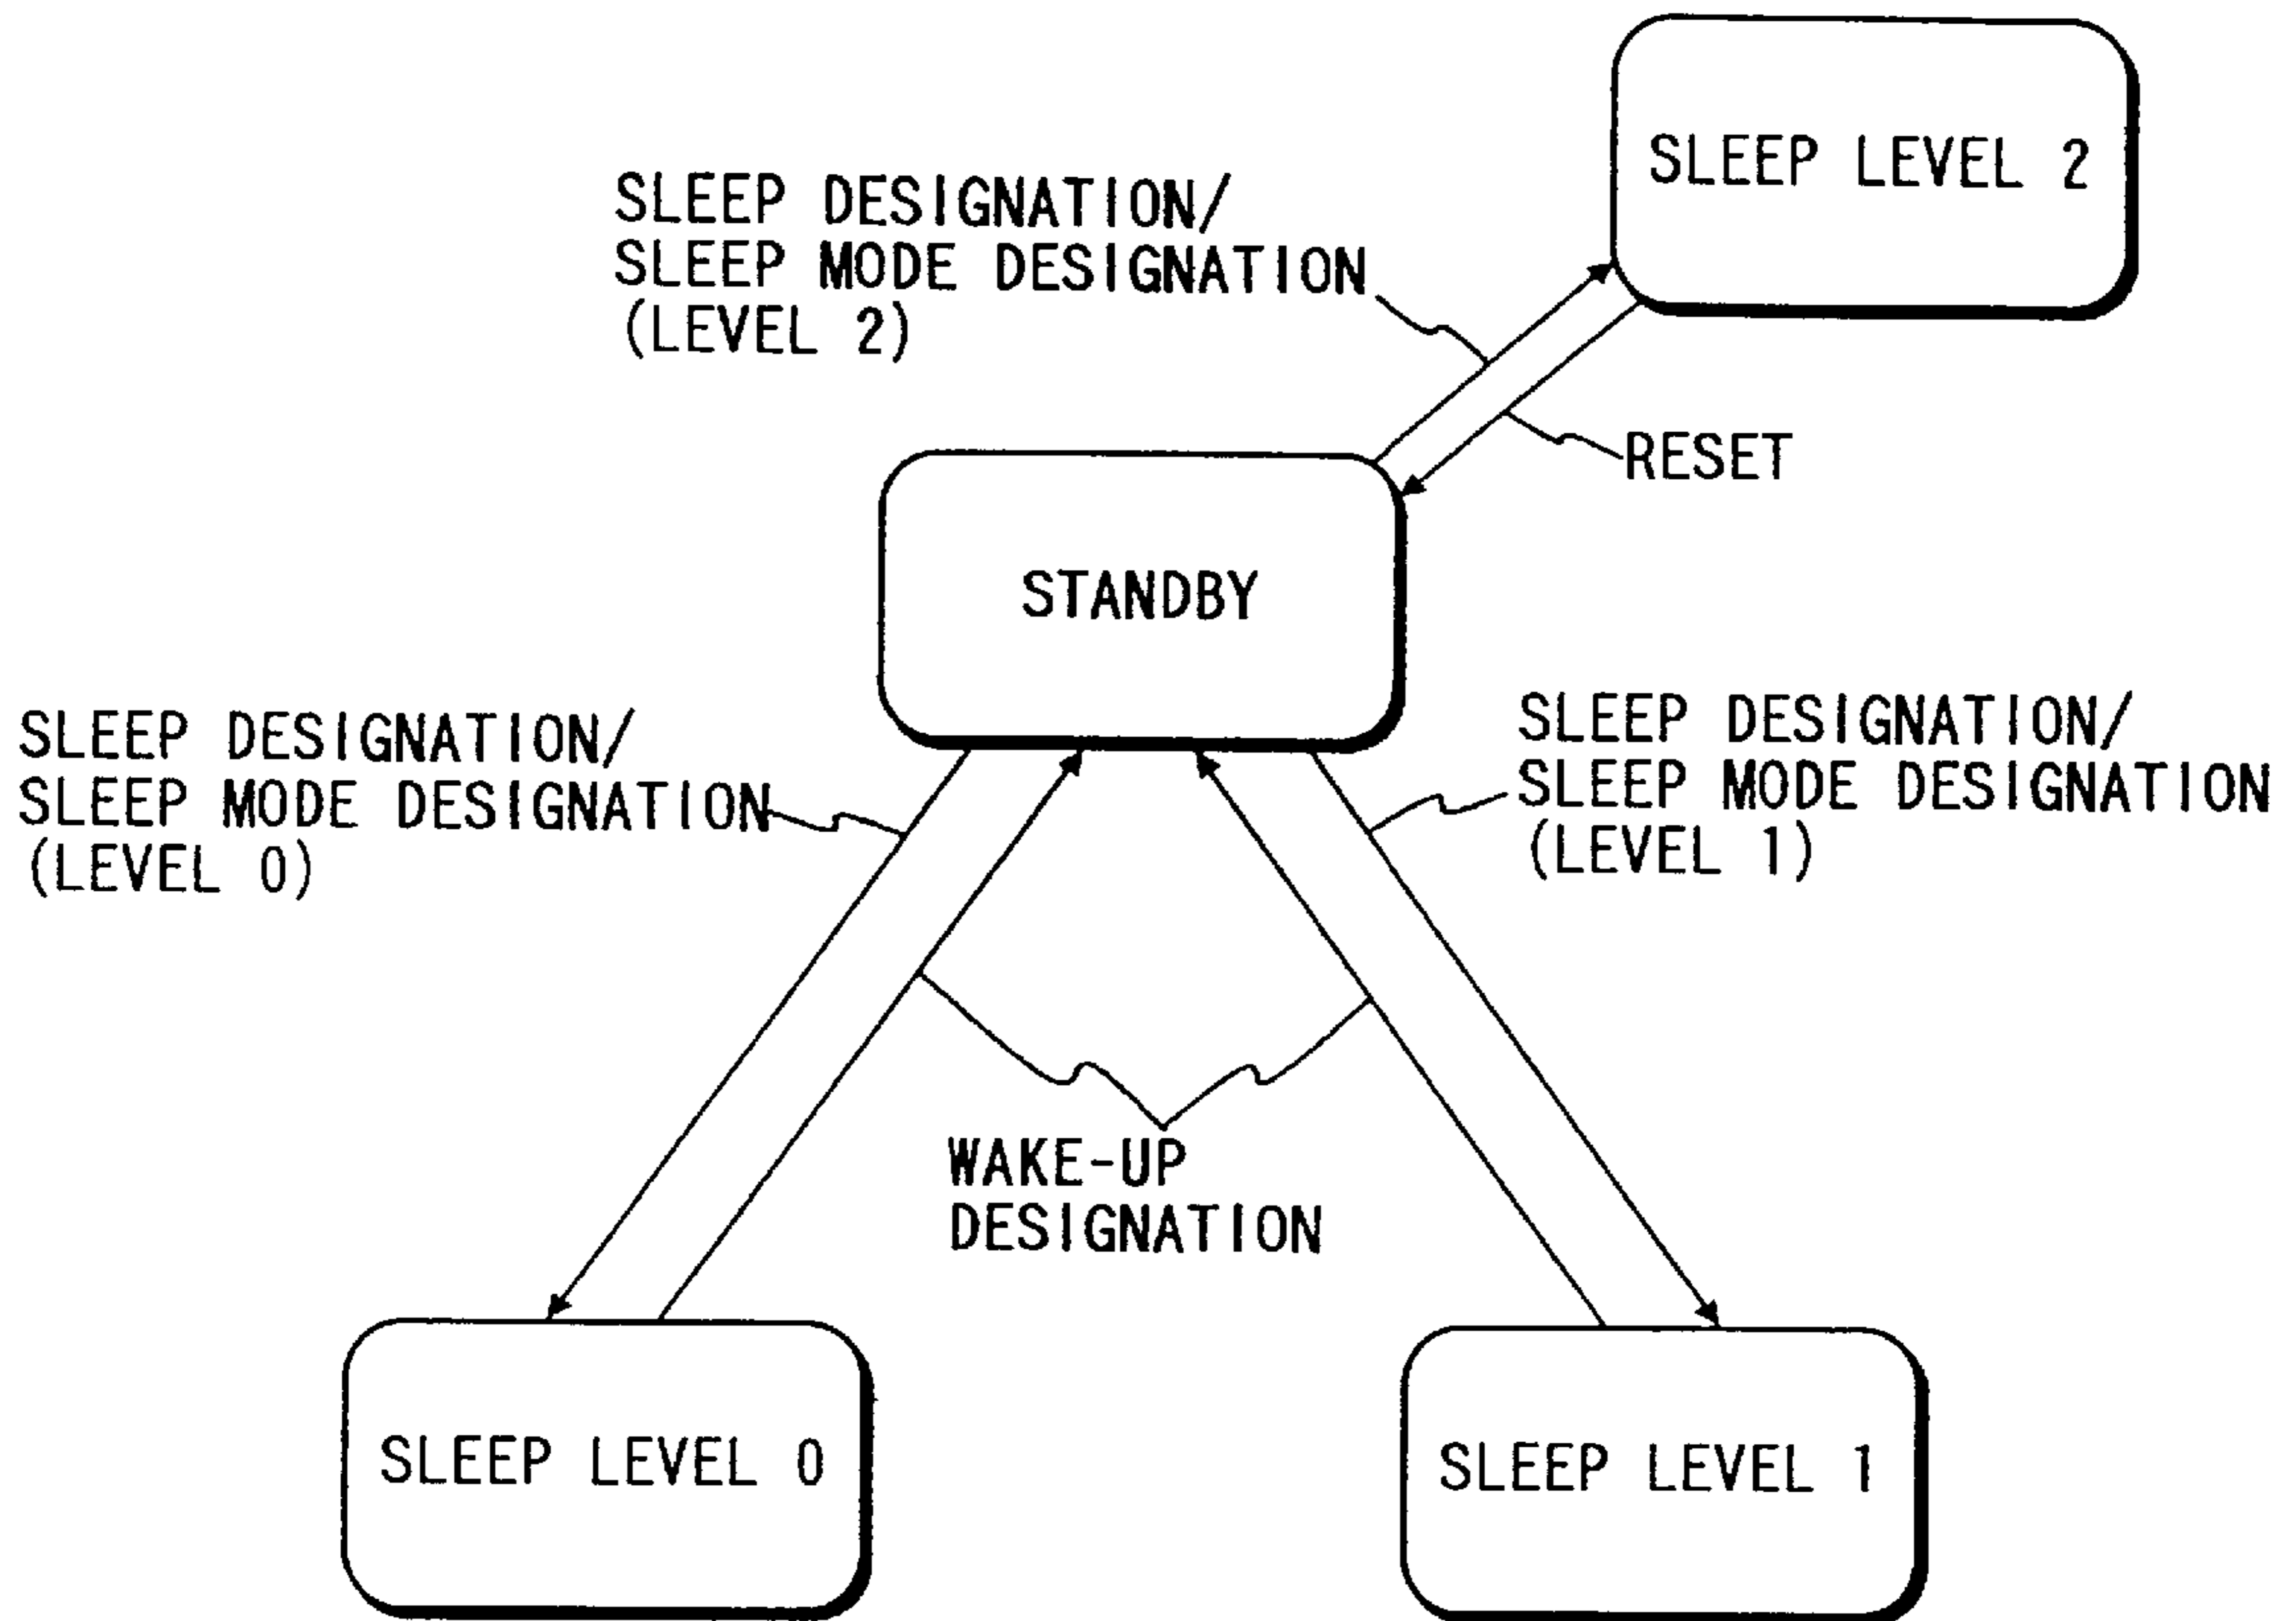 SLEEP LEVEL 2
SLEEP DESIGNATION/
SLEEP MODE DESIGNATION
(LEVEL 2)
RESET
STANDBY
SLEEP DESIGNATION/
SLEEP MODE DESIGNATION
(LEVEL 0)
SLEEP DESIGNATION/
SLEEP MODE DESIGNATION
(LEVEL 1)
WAKE-UP
DESIGNATION
SLEEP LEVEL 0
SLEEP LEVEL 1